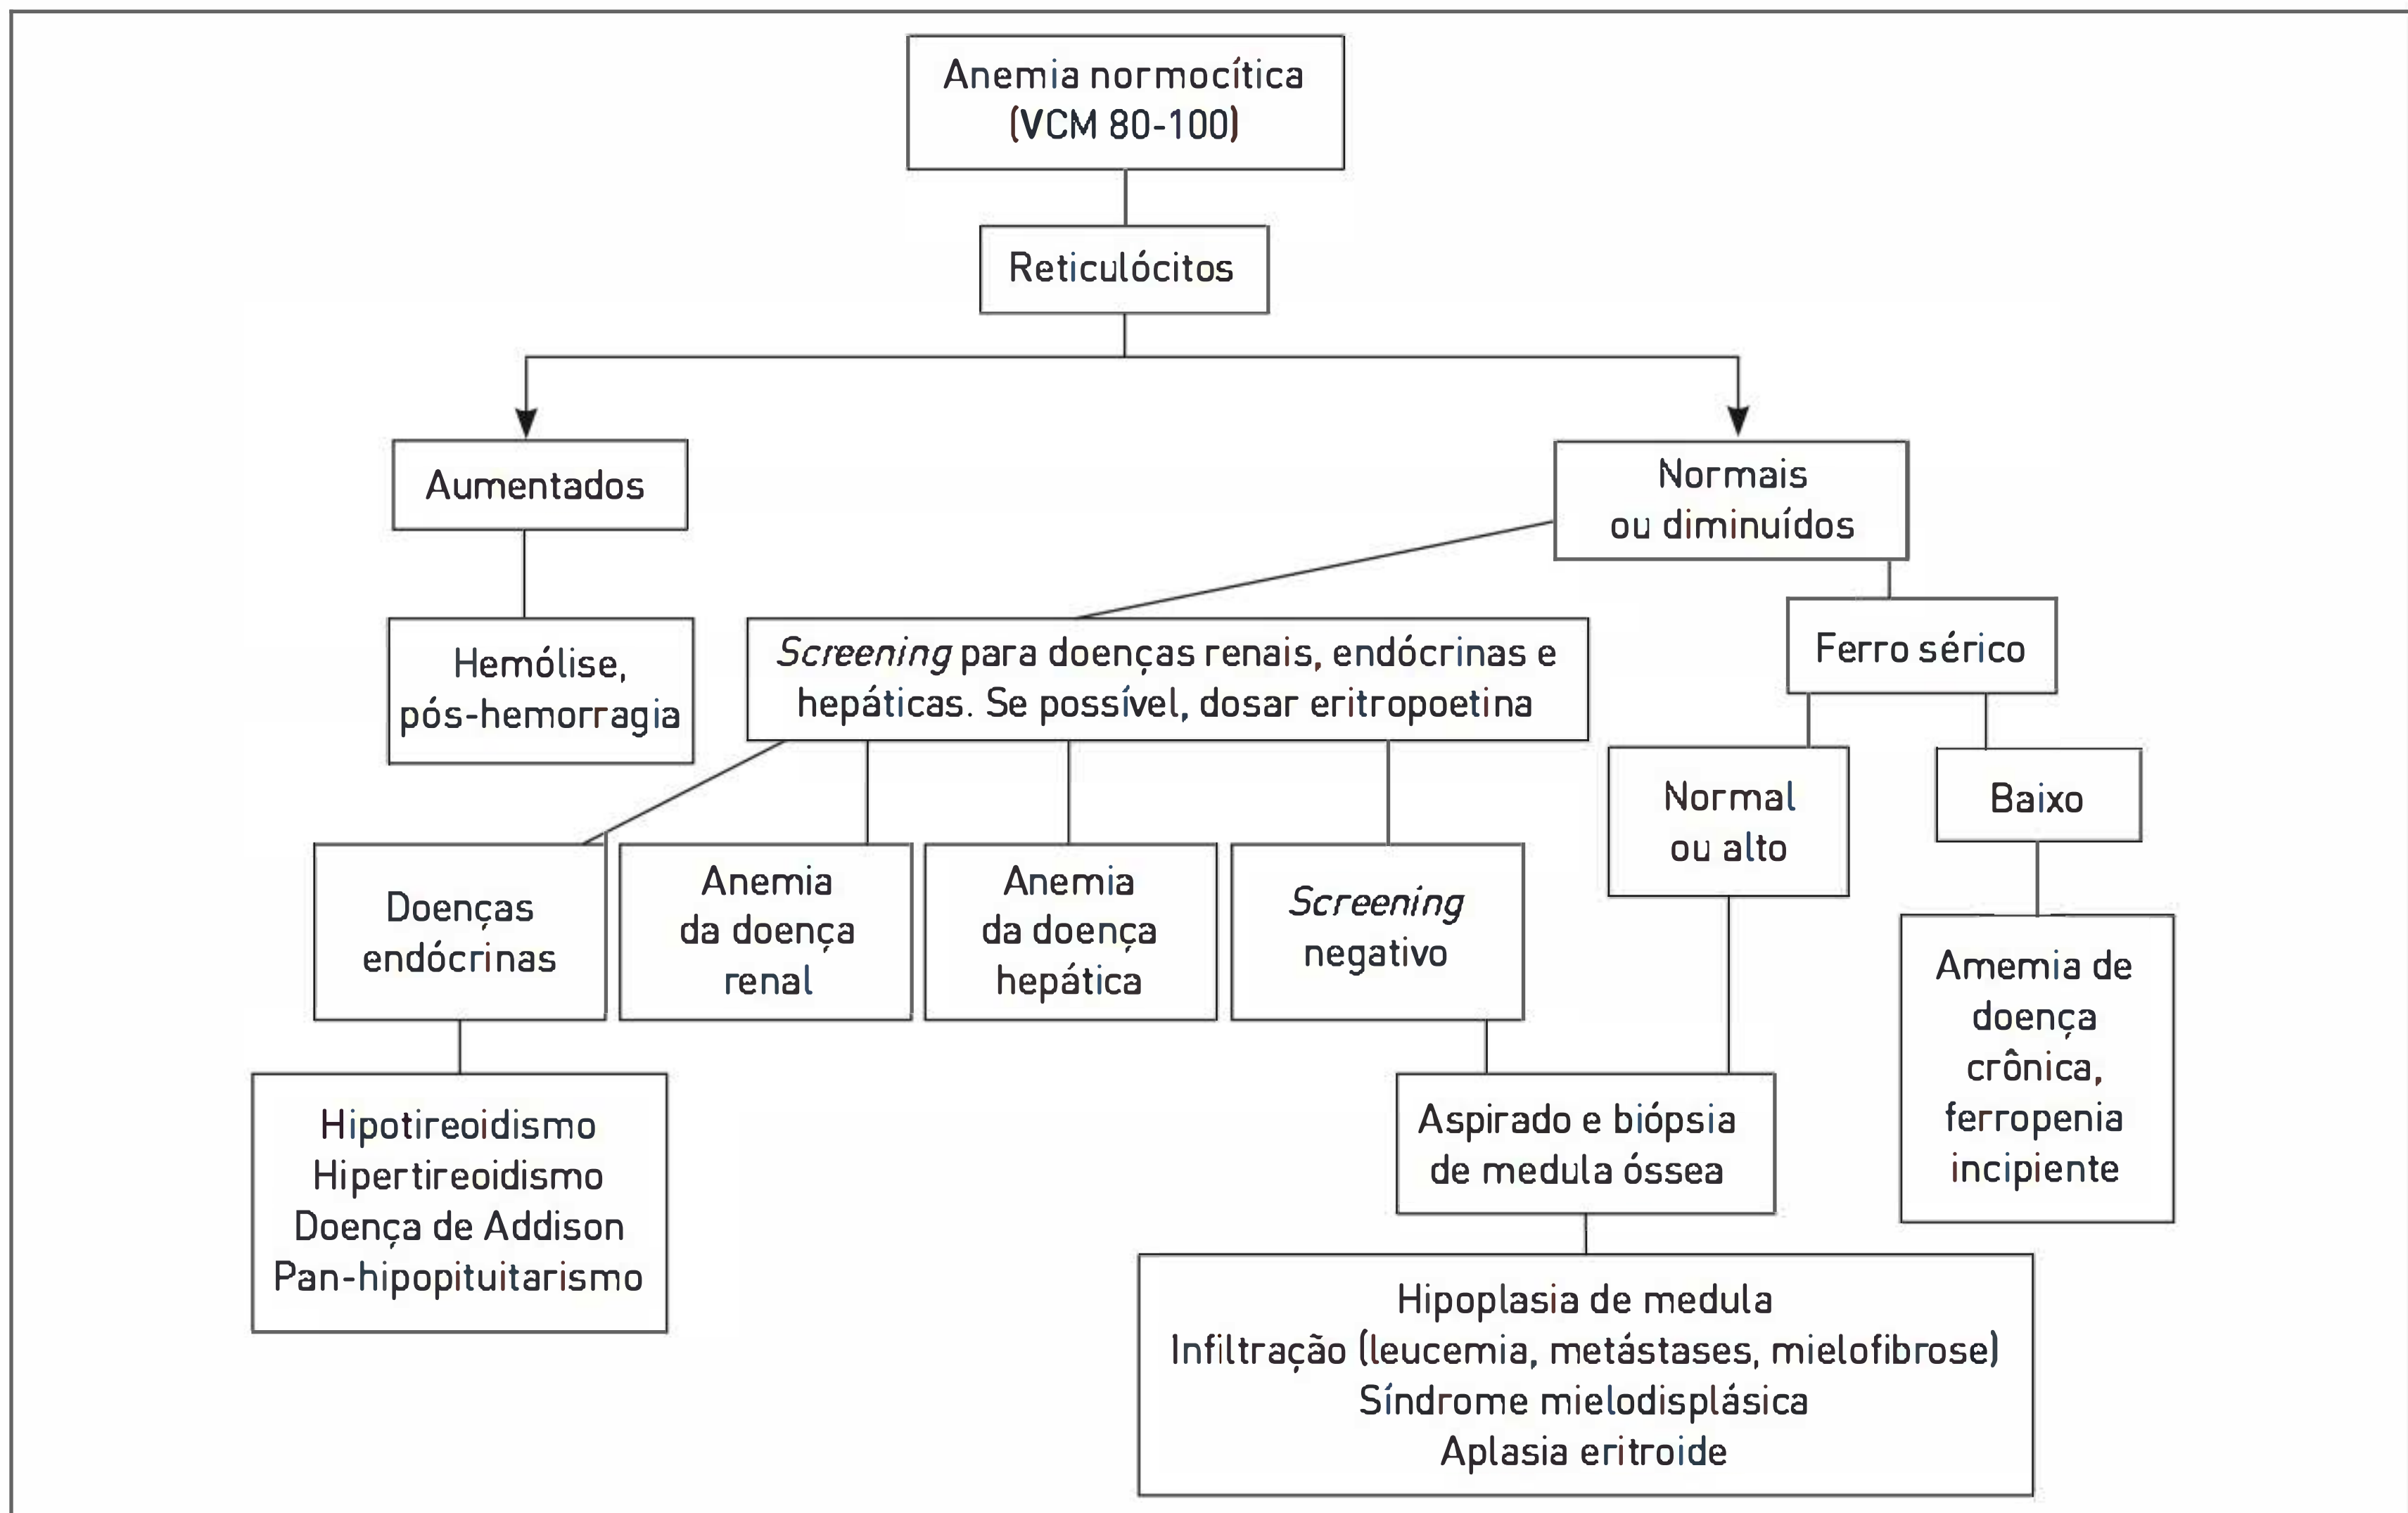 Anemia normocítica
(VCM 80-100)
Reticulócitos
Aumentados
Normais
ou diminuídos
Hemólise,
pós-hemorragia
Screening para doenças renais, endócrinas e
hepáticas. Se possível, dosar eritropoetina
Ferro sérico
Normal
ou alto
Baixo
Doenças
endócrinas
Anemia
da doença
renal
Anemia
da doença
hepática
Screening
negativo
Amemia de
doença
crônica,
ferropenia
incipiente
Hipotireoidismo
Hipertireoidismo
Doença de Addison
Pan-hipopituitarismo
Aspirado e biópsia
de medula óssea
Hipoplasia de medula
Infiltração (leucemia, metástases, mielofibrose)
Síndrome mielodisplásica
Aplasia eritroide